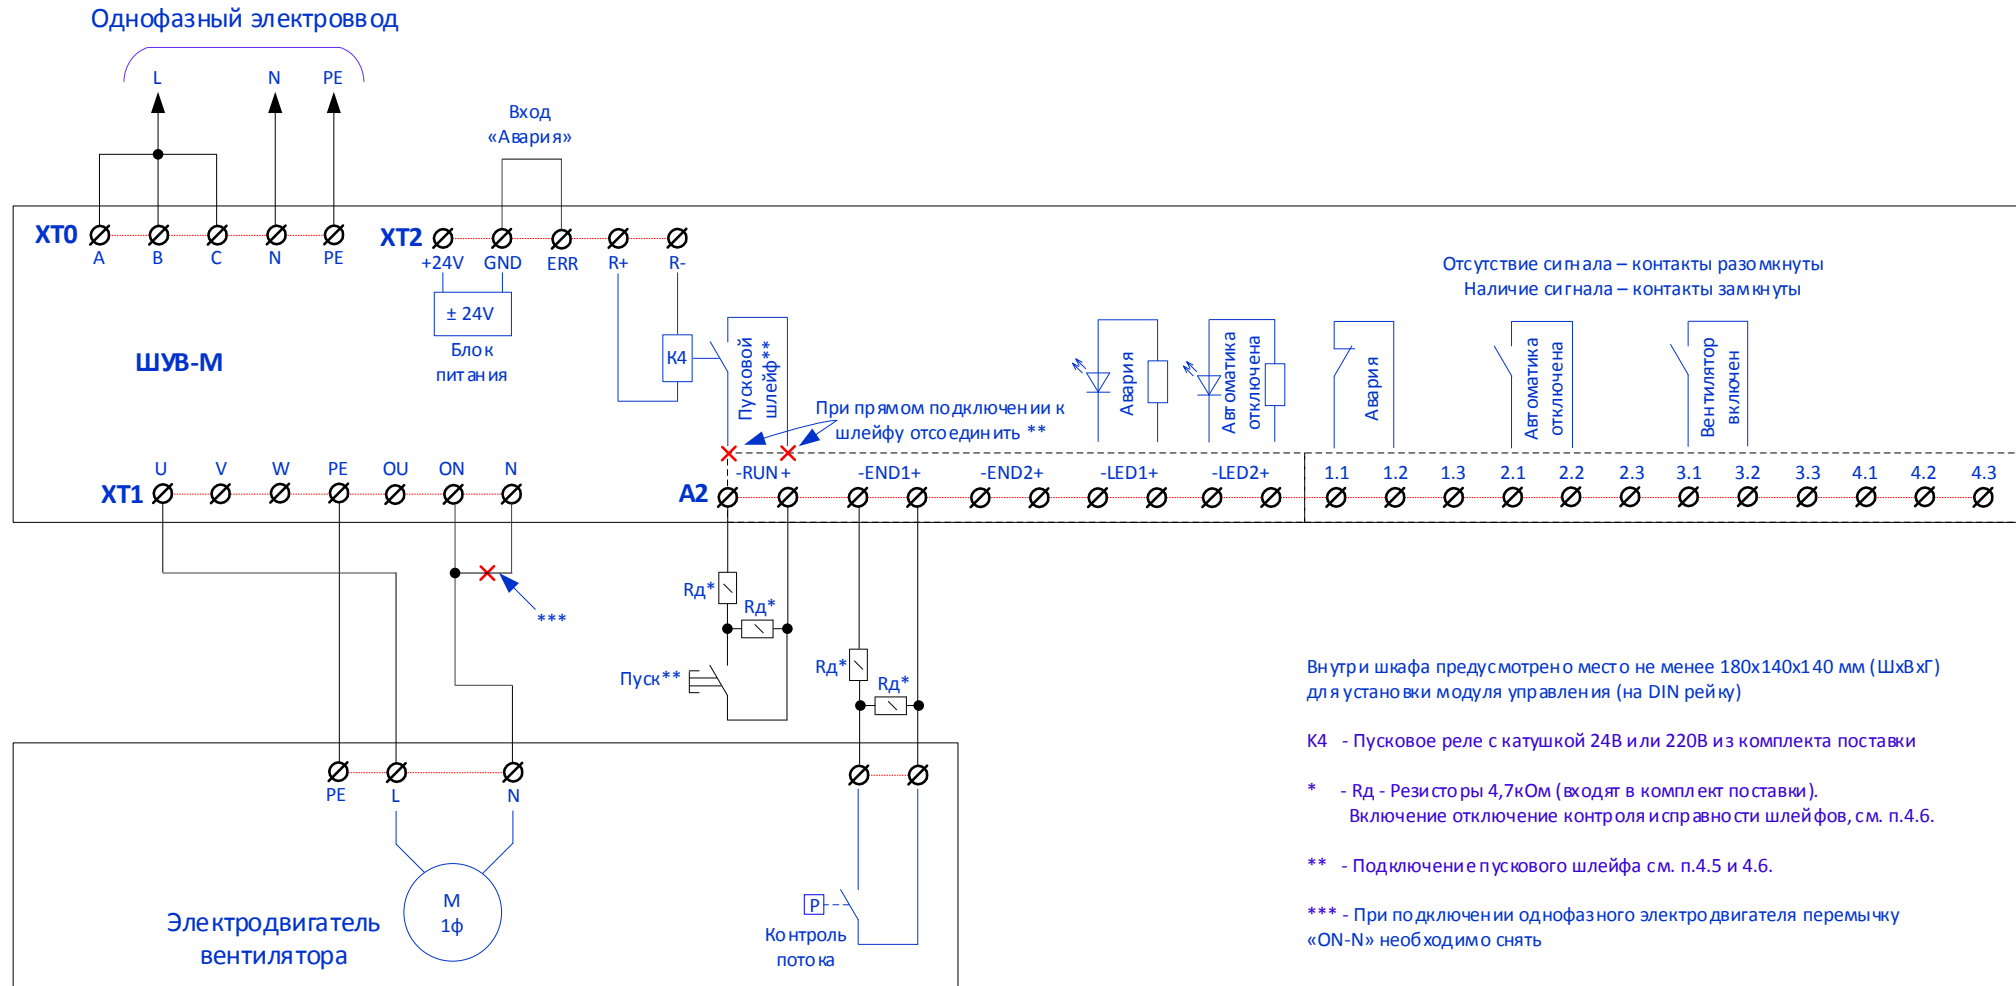 Однофазный электроввод
L N PE
Вход
«Авария»
ХТ0
A B C N PE
ХТ2
+24V GND ERR R+ R-
± 24V
Блок
питания
ШУВ-М
К4
Пусковой
шлейф**
При прямом подключении к
шлейфу отсоединить **
Авария
Автоматика
отключена
Отсутствие сигнала – контакты разомкнуты
Наличие сигнала – контакты замкнуты
Авария
Автоматика
отключена
Вентилятор
включен
ХТ1
U V W PE OU ON N
А2
-RUN+ -END1+ -END2+ -LED1+ -LED2+
1.1 1.2 1.3 2.1 2.2 2.3 3.1 3.2 3.3 4.1 4.2 4.3
***
Rд*
Rд*
Пуск**
Rд*
Rд*
PE L N
М
1ф
Электродвигатель
вентилятора
P
Контроль
потока
Внутри шкафа предусмотрено место не менее 180х140х140 мм (ШхВхГ)
для установки модуля управления (на DIN рейку)
К4 - Пусковое реле с катушкой 24В или 220В из комплекта поставки
* - Rд - Резисторы 4,7кОм (входят в комплект поставки).
Включение отключение контроля исправности шлейфов, см. п.4.6.
** - Подключение пускового шлейфа см. п.4.5 и 4.6.
*** - При подключении однофазного электродвигателя перемычку
«ON-N» необходимо снять